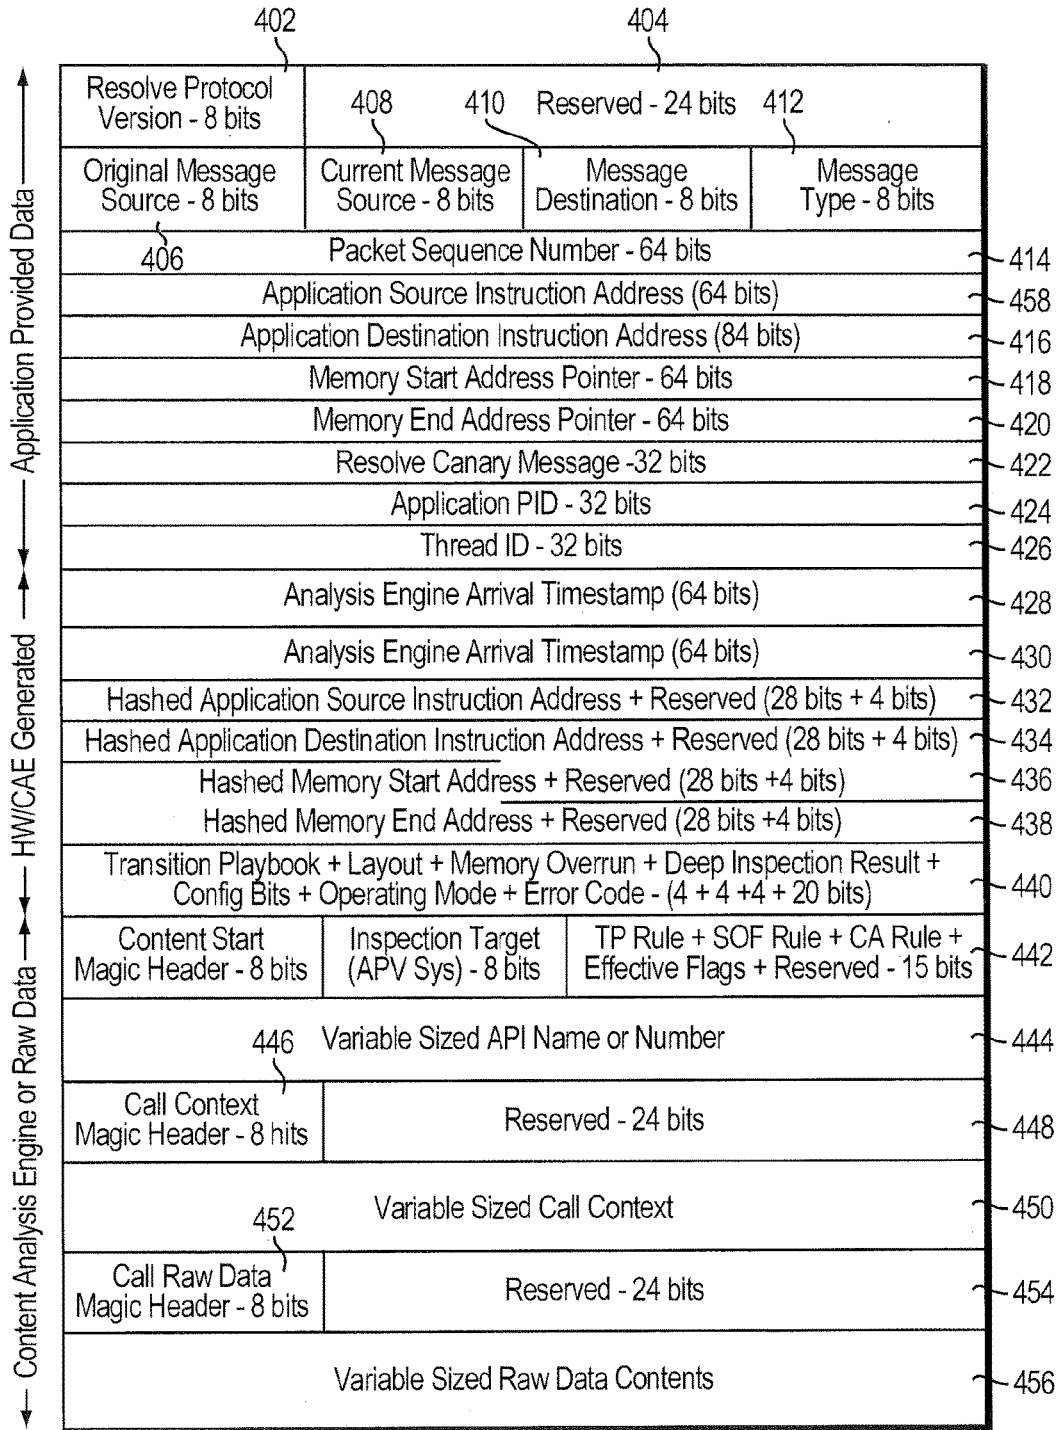 402
404
Resolve Protocol
Version - 8 bits
408
410
Reserved - 24 bits
412
Original Message
Source - 8 bits
Current Message
Source - 8 bits
Message
Destination - 8 bits
Message
Type - 8 bits
406
Packet Sequence Number - 64 bits
414
Application Source Instruction Address (64 bits)
458
Application Destination Instruction Address (84 bits)
416
Memory Start Address Pointer - 64 bits
418
Memory End Address Pointer - 64 bits
420
Resolve Canary Message -32 bits
422
Application PID - 32 bits
424
Thread ID - 32 bits
426
Application Provided Data
Analysis Engine Arrival Timestamp (64 bits)
428
Analysis Engine Arrival Timestamp (64 bits)
430
Hashed Application Source Instruction Address + Reserved (28 bits + 4 bits)
432
Hashed Application Destination Instruction Address + Reserved (28 bits + 4 bits)
434
Hashed Memory Start Address + Reserved (28 bits +4 bits)
436
Hashed Memory End Address + Reserved (28 bits +4 bits)
438
Transition Playbook + Layout + Memory Overrun + Deep Inspection Result +
Config Bits + Operating Mode + Error Code - (4 + 4 +4 + 20 bits)
440
HW/CAE Generated
Content Start
Magic Header - 8 bits
Inspection Target
(APV Sys) - 8 bits
TP Rule + SOF Rule + CA Rule +
Effective Flags + Reserved - 15 bits
442
Variable Sized API Name or Number
444
446
Call Context
Magic Header - 8 hits
Reserved - 24 bits
448
Variable Sized Call Context
450
452
Call Raw Data
Magic Header - 8 bits
Reserved - 24 bits
454
Variable Sized Raw Data Contents
456
Content Analysis Engine or Raw Data